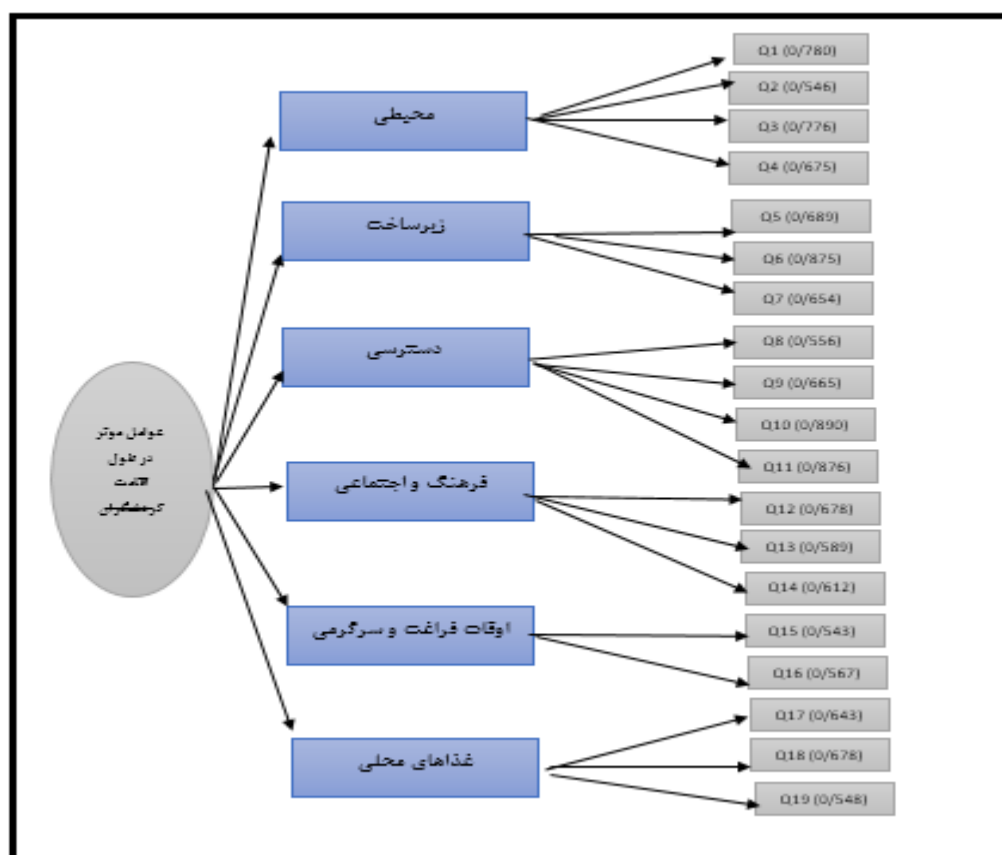 عوامل موثر
در طول
اقامت
گردشگران
محیطی
Q1 (0/780)
Q2 (0/546)
Q3 (0/776)
Q4 (0/675)
زیرساخت
Q5 (0/689)
Q6 (0/875)
Q7 (0/654)
دسترسی
Q8 (0/556)
Q9 (0/665)
Q10 (0/890)
Q11 (0/876)
فرهنگ و اجتماعی
Q12 (0/678)
Q13 (0/589)
Q14 (0/612)
اوقات فراغت و سرگرمی
Q15 (0/543)
Q16 (0/567)
غذاهای محلی
Q17 (0/643)
Q18 (0/678)
Q19 (0/548)